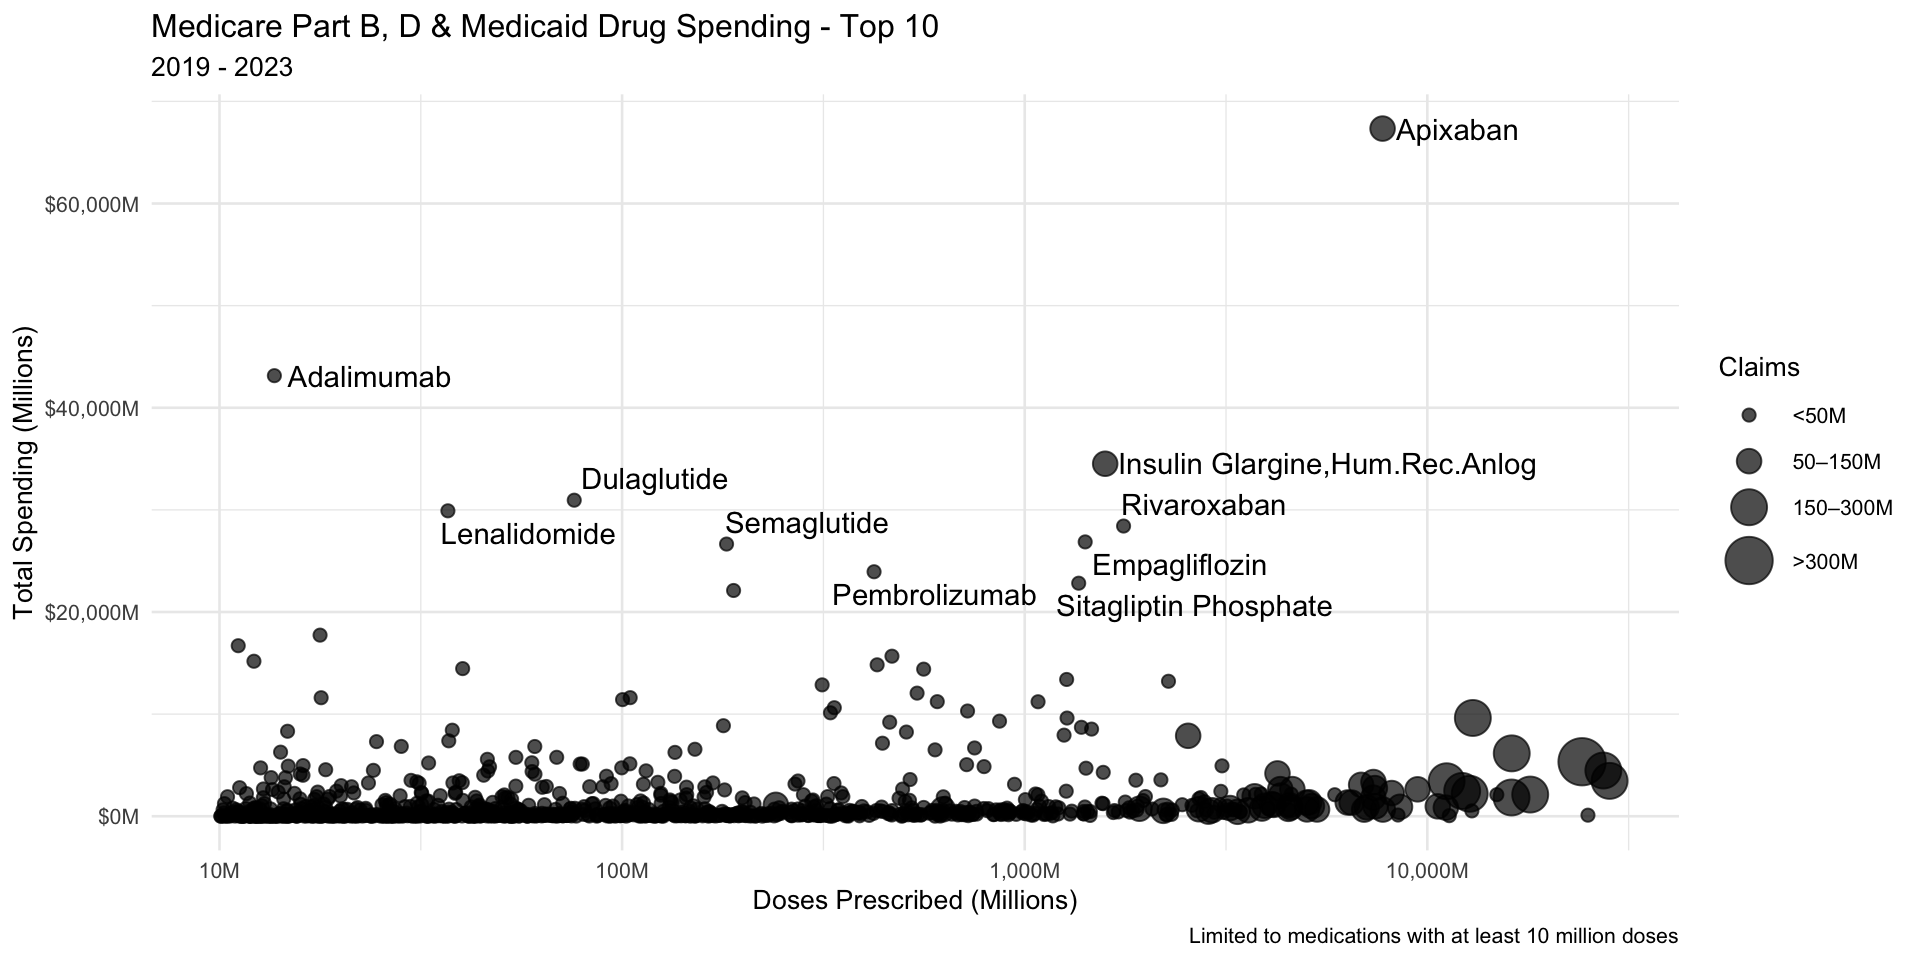 Medicare Part B, D & Medicaid Drug Spending - Top 10
2019 - 2023
Total Spending (Millions)
$60,000M
$40,000M
$20,000M
$0M
Apixaban
Adalimumab
Insulin Glargine,Hum.Rec.Anlog
Dulaglutide
Rivaroxaban
Lenalidomide
Semaglutide
Empagliflozin
Pembrolizumab
Sitagliptin Phosphate
10M
100M
1,000M
10,000M
Doses Prescribed (Millions)
Claims
<50M
50–150M
150–300M
>300M
Limited to medications with at least 10 million doses